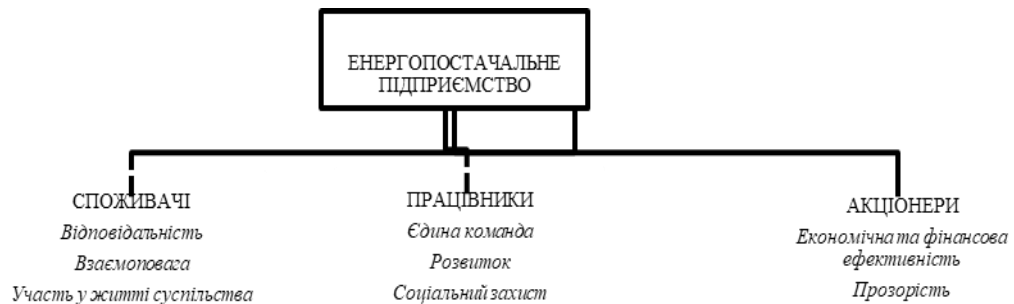 ЕНЕРГОПОСТАЧАЛЬНЕ
ПІДПРИЄМСТВО
СПОЖИВАЧІ
Відповідальність
Взаємоповага
Участь у житті суспільства
ПРАЦІВНИКИ
Єдина команда
Розвиток
Соціальний захист
АКЦІОНЕРИ
Економічна та фінансова
ефективність
Прозорість